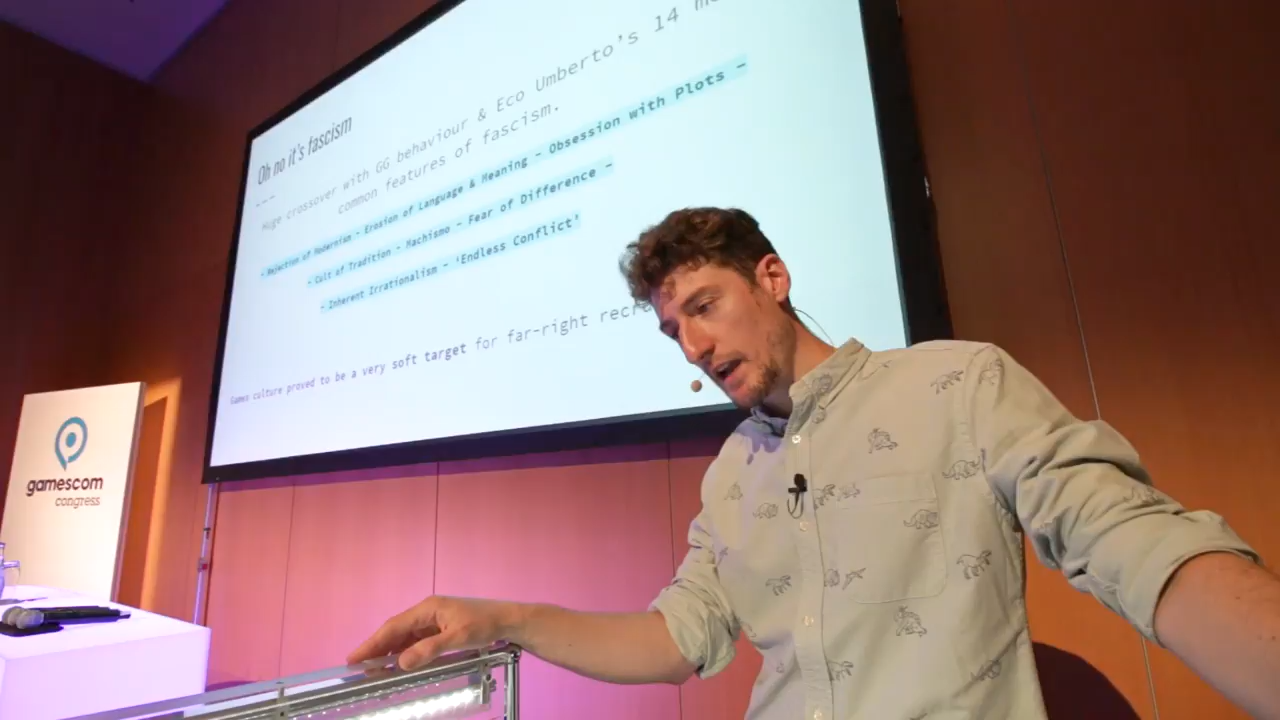 Oh no it's fascism
---
Huge crossover with GG behaviour & Eco Umberto's 14
common features of fascism.
- Rejection of Modernism - Erosion of Language & Meaning - Obsession with Plots -
- Cult of Tradition - Machismo - Fear of Difference -
- Inherent Irrationalism - 'Endless Conflict'
Games culture proved to be a very soft target for far-right
gamescom
congress